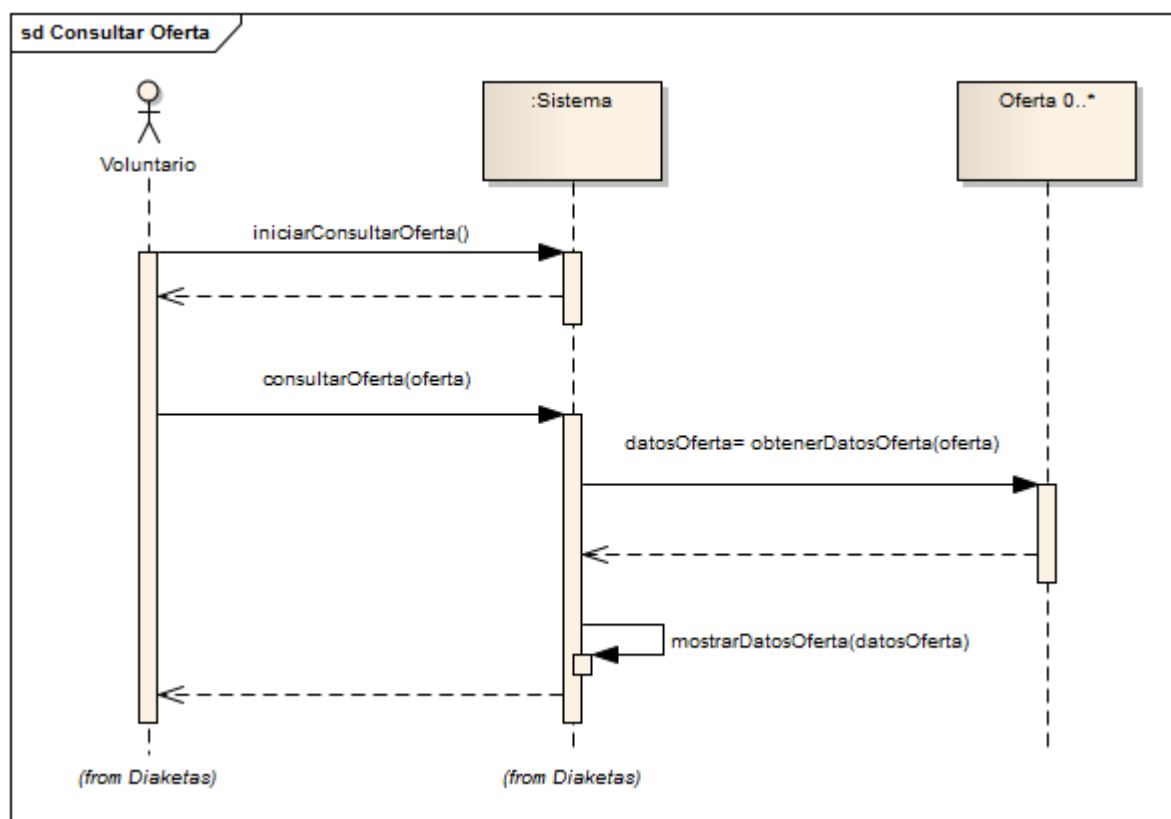 sd Consultar Oferta
:Sistema
Oferta 0..*
Voluntario
iniciarConsultarOferta()
consultarOferta(oferta)
datosOferta= obtenerDatosOferta(oferta)
mostrarDatosOferta(datosOferta)
(from Diaketas)
(from Diaketas)